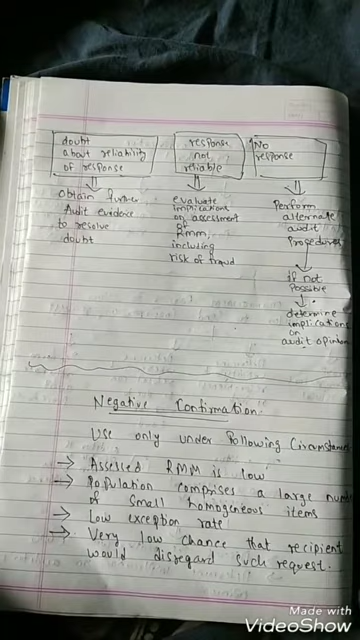 doubt
about reliability
of response
obtain further
Audit evidence
to resolve
doubt
response
not
reliable
evaluate
implications
on assessment
of
RMM,
including
risk of fraud
No
response
Perform
alternate
audit
Procedures
if not
Possible
determine
implications
on
audit opinion
Negative Confirmation.
Use only under following Circumstances
→ Assessed RMM is low
→ Population comprises a large
of small homogeneous items
→ Low exception rate
→ Very low chance that recipient
would disregard such request.
Made with
VideoShow